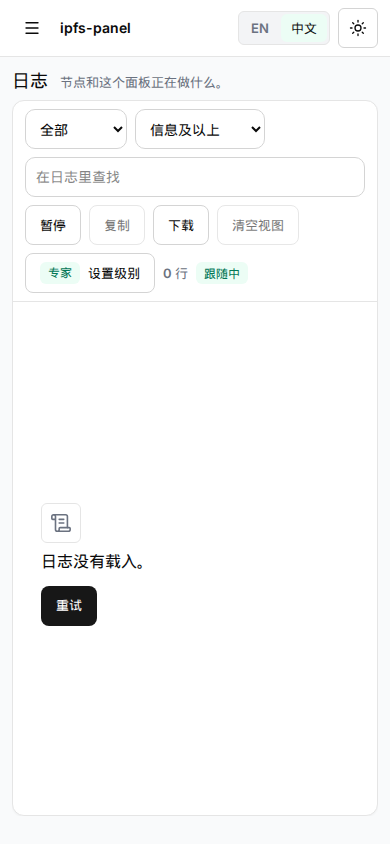 ipfs-panel
EN 中文
日志 节点和这个面板正在做什么。
全部 信息及以上
在日志里查找
暂停 复制 下载 清空视图
专家 设置级别 0 行 跟随中
日志没有载入。
重试